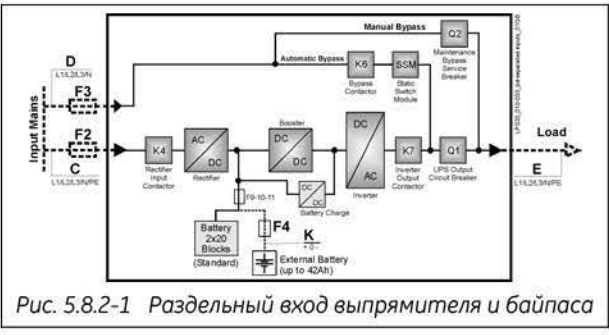 Manual Bypass
Q2
Maintenance
Bypass
Service
Breaker
D
L1/L2/L3/N
Automatic Bypass
K6
SSM
Bypass
Contactor
Static
Switch
Module
F3
Input Mains
F2
C
L1/L2/L3/N/PE
K4
Rectifier
Input
Contactor
AC
DC
Rectifier
Booster
DC
DC
DC
AC
Inverter
K7
Inverter
Output
Contactor
Q1
UPS Output
Circuit Breaker
Load
E
L1/L2/L3/N/PE
DC
DC
Battery Charge
F9-10-11
Battery
2x20
Blocks
(Standard)
F4
K
+ 0 -
External Battery
(up to 42Ah)
Рис. 5.8.2-1 Раздельный вход выпрямителя и байпаса